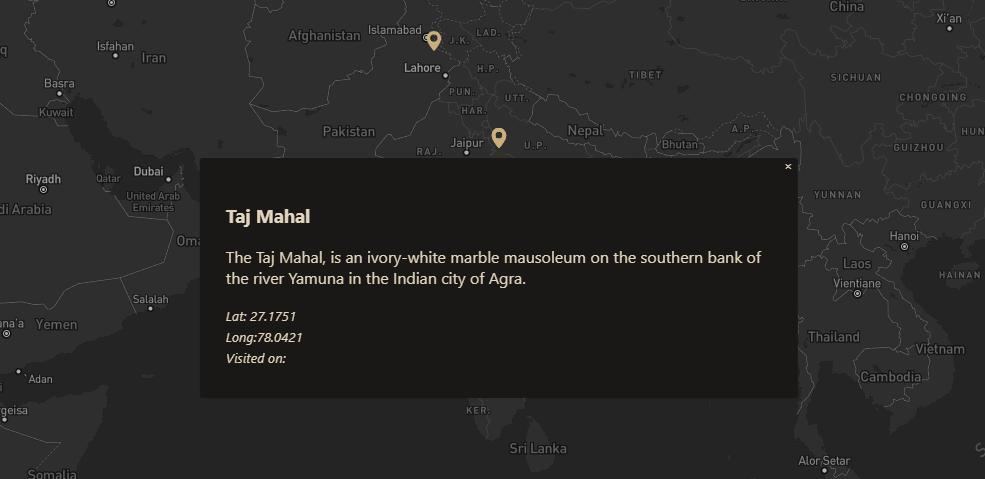 China
Xi'an
Islamabad
Afghanistan
J.K.
LAD.
Isfahan
Iran
Lahore
H.P.
TIBET
SICHUAN
Basra
PUN.
UTT.
CHONGQING
Kuwait
HAR.
Pakistan
Nepal
A.P.
HUN
Jaipur
RAJ.
U.P.
Bhutan
GUIZHOU
Riyadh
Qatar
Dubai
×
United Arab
Emirates
YUNNAN
GUANGXI
di Arabia
Taj Mahal
Oma
Hanoi
The Taj Mahal, is an ivory-white marble mausoleum on the southern bank of
the river Yamuna in the Indian city of Agra.
Laos
HAINAN
Vientiane
Salalah
Lat: 27.1751
Long:78.0421
Visited on:
na'a
Yemen
Thailand
Vietnam
Adan
Cambodia
geisa
KER.
Sri Lanka
Alor Setar
Somalia